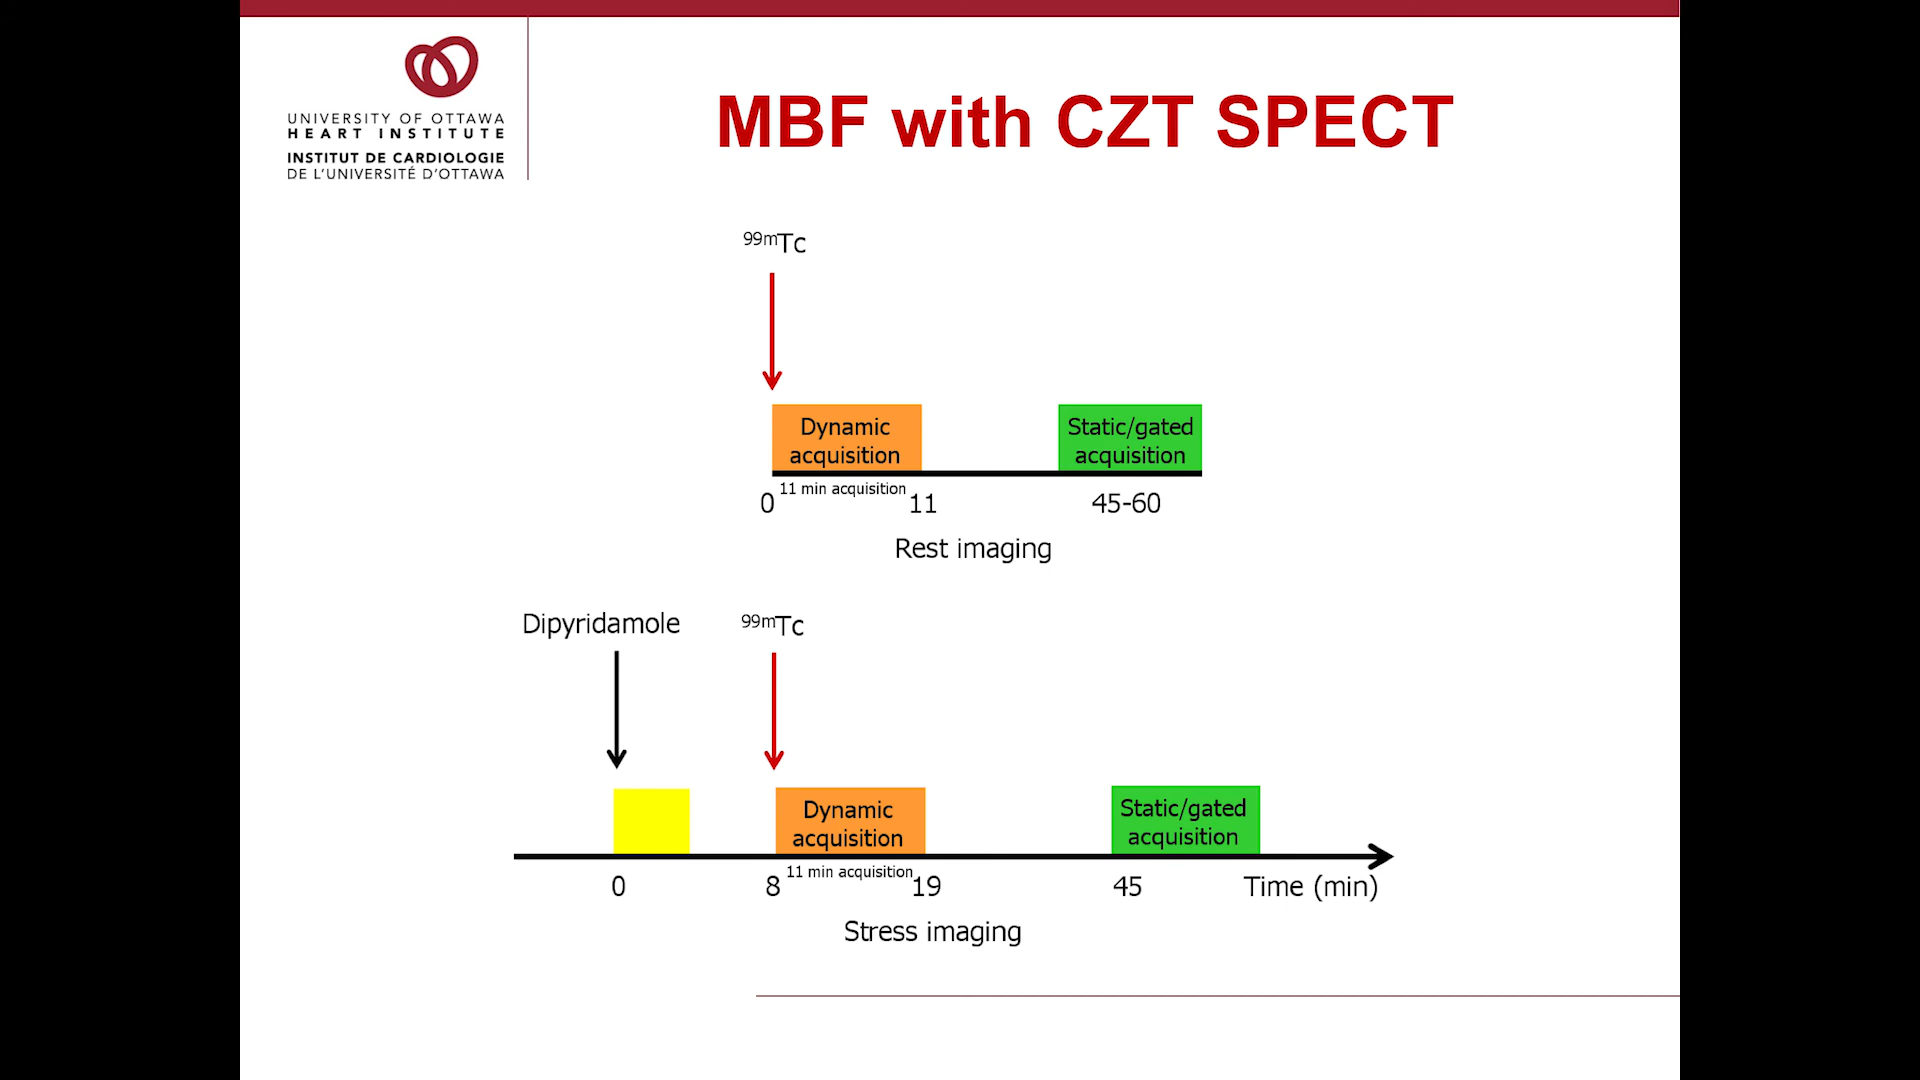 UNIVERSITY OF OTTAWA
HEART INSTITUTE
INSTITUT DE CARDIOLOGIE
DE L'UNIVERSITÉ D'OTTAWA
MBF with CZT SPECT
99mTc
Dynamic
acquisition
Static/gated
acquisition
0 11 min acquisition 11 45-60
Rest imaging
Dipyridamole 99mTc
Dynamic
acquisition
Static/gated
acquisition
0 8 11 min acquisition 19 45 Time (min)
Stress imaging